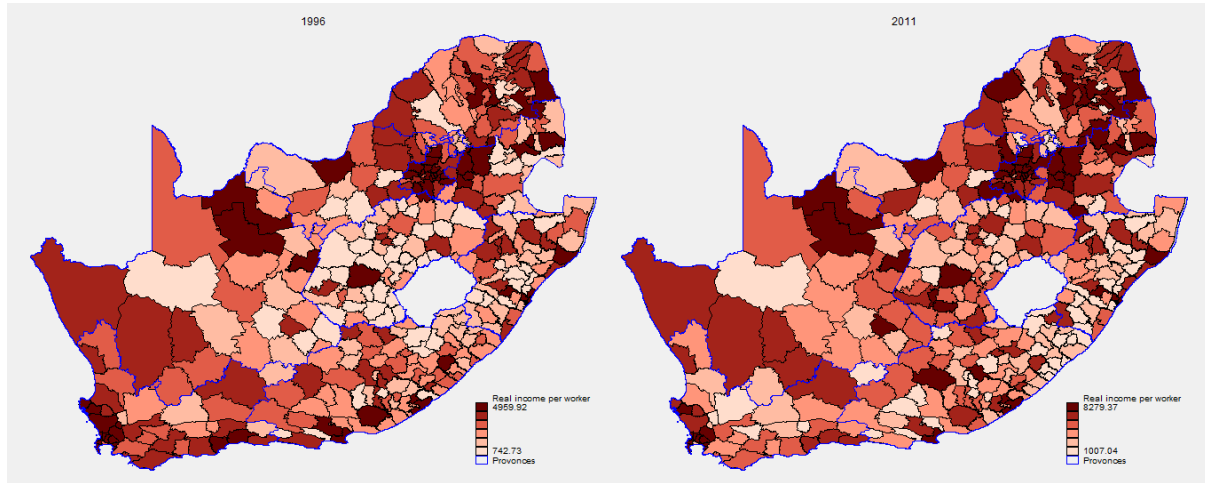 1996
2011
Real income per worker
4959.92
742.73
Provonces
Real income per worker
8279.37
1007.04
Provonces